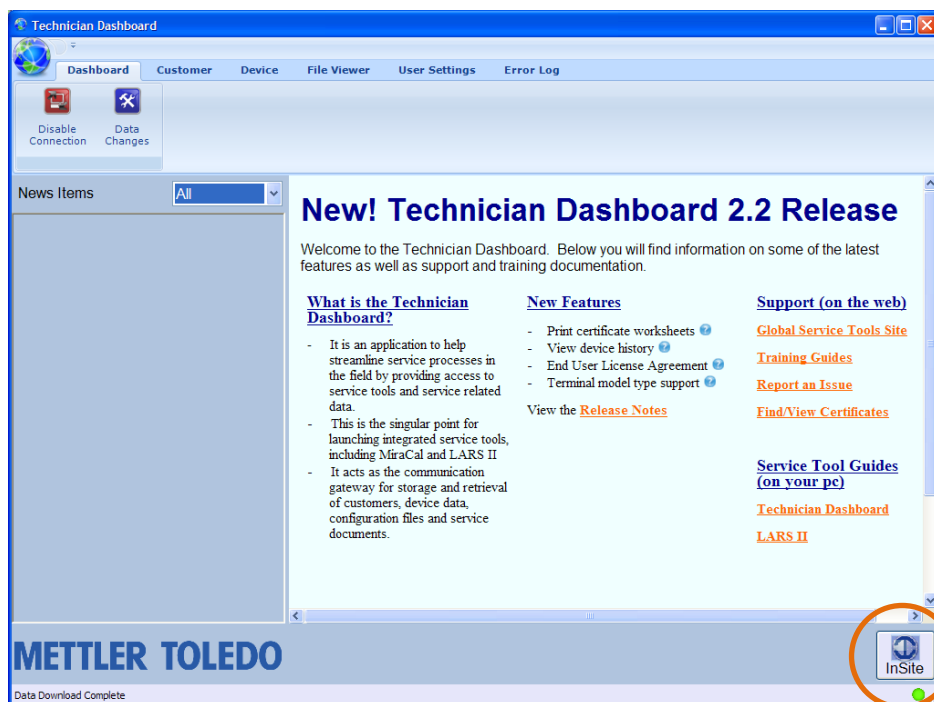 Technician Dashboard
Dashboard Customer Device File Viewer User Settings Error Log
Disable Connection
Data Changes
News Items All
New! Technician Dashboard 2.2 Release
Welcome to the Technician Dashboard. Below you will find information on some of the latest
features as well as support and training documentation.
What is the Technician
Dashboard?
- It is an application to help
streamline service processes in
the field by providing access to
service tools and service related
data.
- This is the singular point for
launching integrated service tools,
including MiraCal and LARS II
- It acts as the communication
gateway for storage and retrieval
of customers, device data,
configuration files and service
documents.
New Features
- Print certificate worksheets
- View device history
- End User License Agreement
- Terminal model type support
View the Release Notes
Support (on the web)
Global Service Tools Site
Training Guides
Report an Issue
Find/View Certificates
Service Tool Guides
(on your pc)
Technician Dashboard
LARS II
METTLER TOLEDO
InSite
Data Download Complete